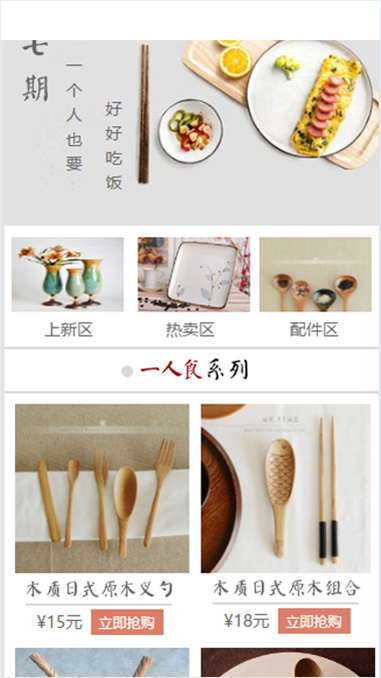 七
期
一个人也要
好好吃饭
上新区
热卖区
配件区
一人食系列
木质日式原木叉勺
木质日式原木组合
¥15元 立即抢购
¥18元 立即抢购